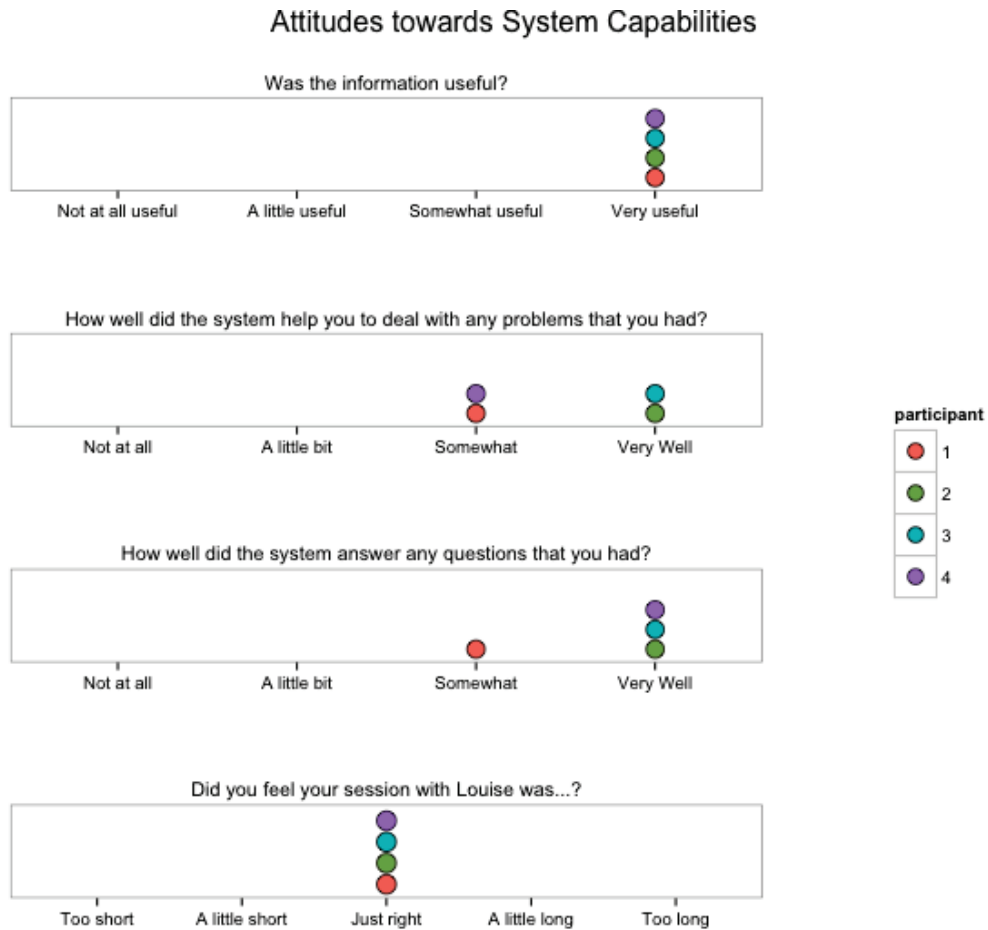 Attitudes towards System Capabilities
Was the information useful?
Not at all useful A little useful Somewhat useful Very useful
How well did the system help you to deal with any problems that you had?
Not at all A little bit Somewhat Very Well
How well did the system answer any questions that you had?
Not at all A little bit Somewhat Very Well
Did you feel your session with Louise was...?
Too short A little short Just right A little long Too long
participant
1
2
3
4